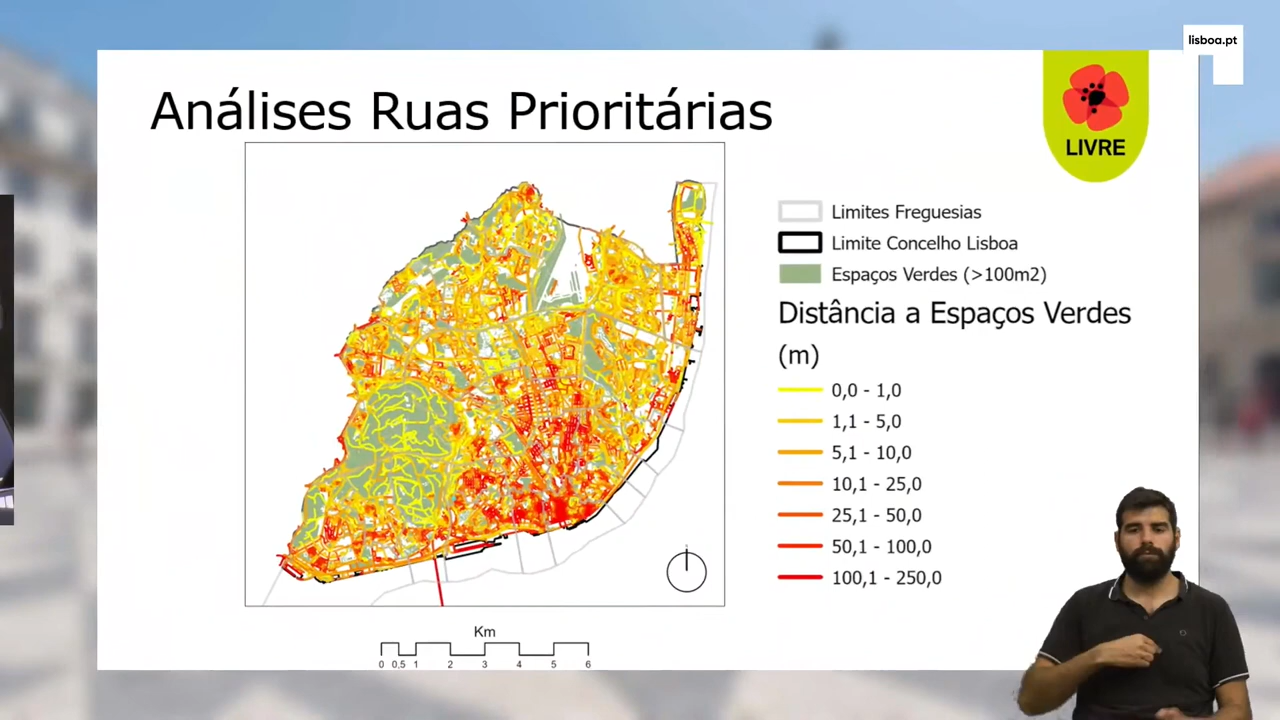 lisboa.pt
Análises Ruas Prioritárias
LIVRE
Limites Freguesias
Limite Concelho Lisboa
Espaços Verdes (>100m2)
Distância a Espaços Verdes
(m)
0,0 - 1,0
1,1 - 5,0
5,1 - 10,0
10,1 - 25,0
25,1 - 50,0
50,1 - 100,0
100,1 - 250,0
Km
0 0,5 1 2 3 4 5 6